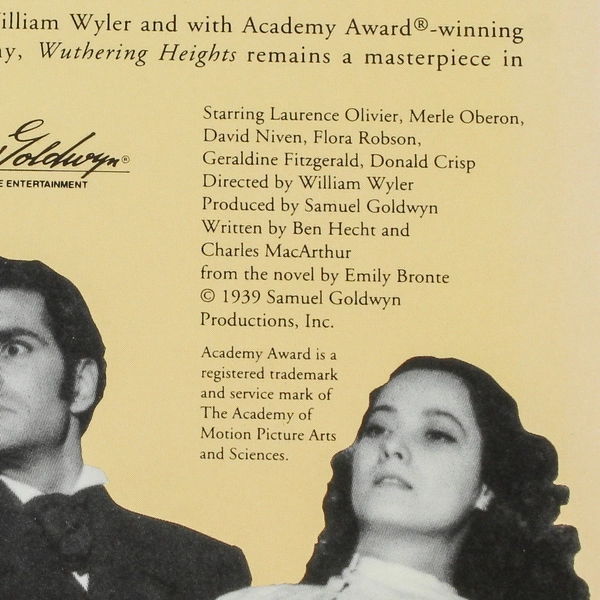 William Wyler and with Academy Award®-winning
Wuthering Heights remains a masterpiece in
Goldwyn®
ENTERTAINMENT
Starring Laurence Olivier, Merle Oberon,
David Niven, Flora Robson,
Geraldine Fitzgerald, Donald Crisp
Directed by William Wyler
Produced by Samuel Goldwyn
Written by Ben Hecht and
Charles MacArthur
from the novel by Emily Bronte
© 1939 Samuel Goldwyn
Productions, Inc.
Academy Award is a
registered trademark
and service mark of
The Academy of
Motion Picture Arts
and Sciences.